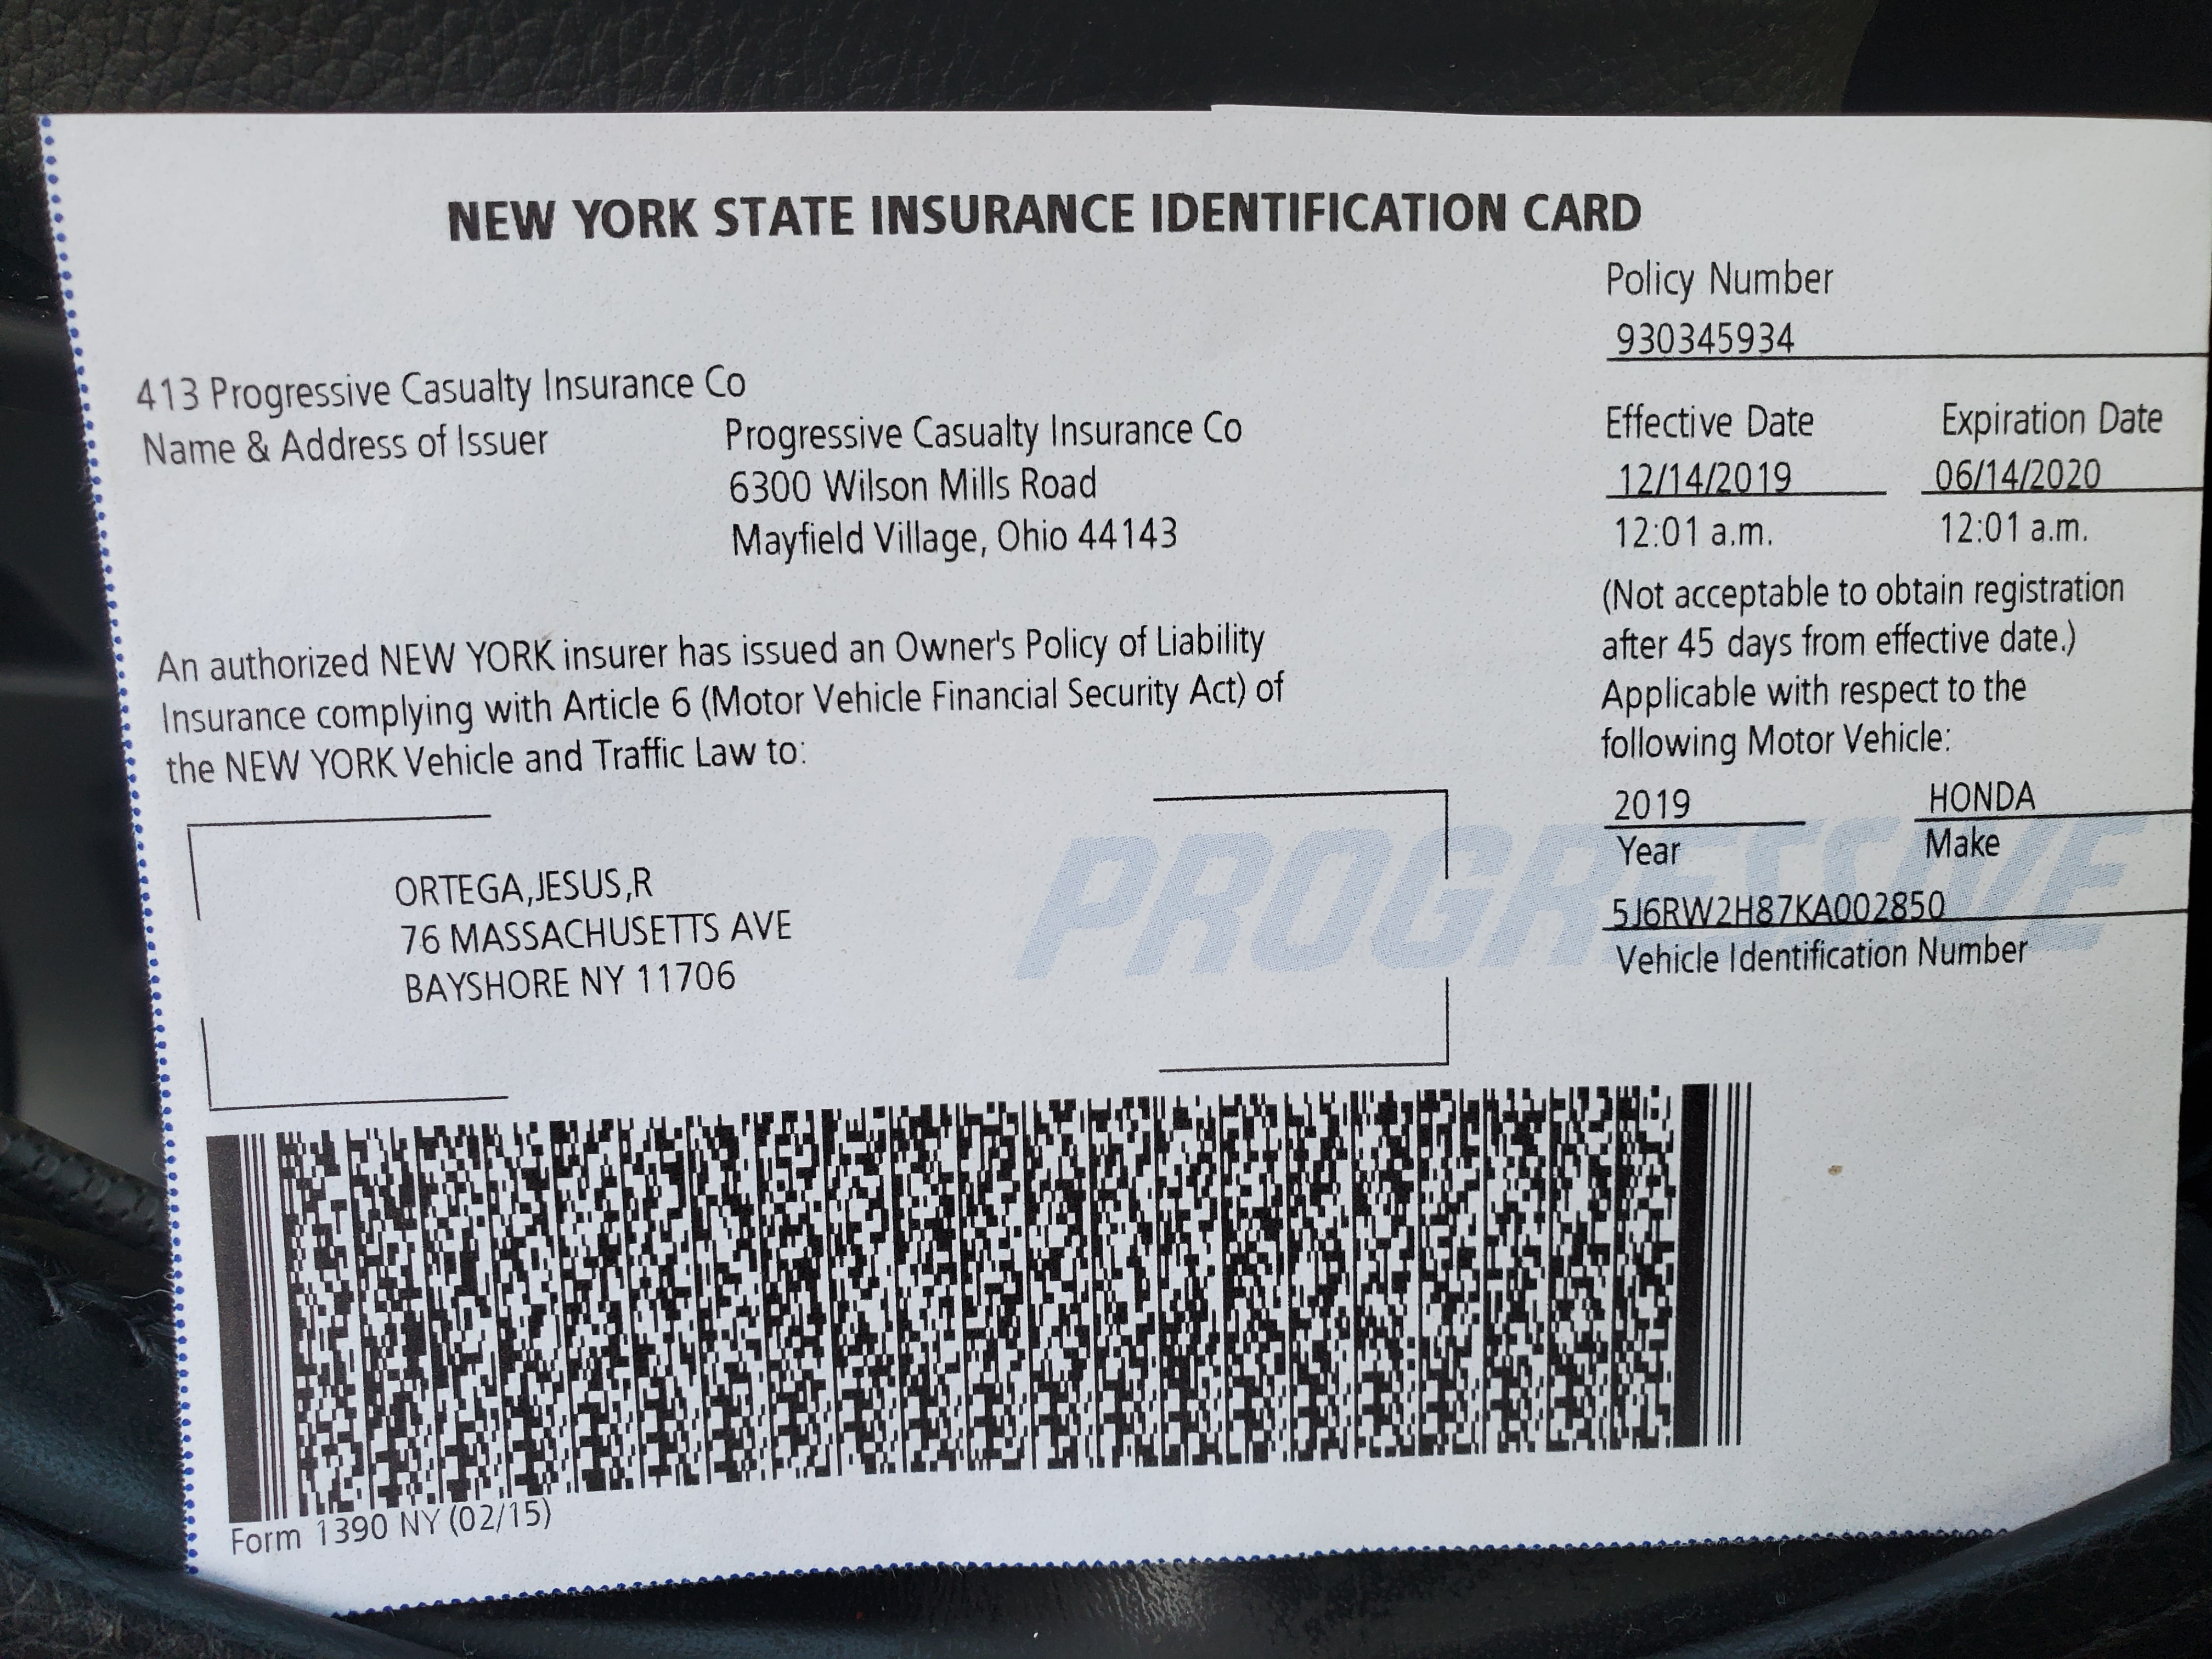 NEW YORK STATE INSURANCE IDENTIFICATION CARD
413 Progressive Casualty Insurance Co
Name & Address of Issuer
Progressive Casualty Insurance Co
6300 Wilson Mills Road
Mayfield Village, Ohio 44143
An authorized NEW YORK insurer has issued an Owner's Policy of Liability
Insurance complying with Article 6 (Motor Vehicle Financial Security Act) of
the NEW YORK Vehicle and Traffic Law to:
ORTEGA,JESUS,R
76 MASSACHUSETTS AVE
BAYSHORE NY 11706
Policy Number
930345934
Effective Date Expiration Date
12/14/2019 06/14/2020
12:01 a.m. 12:01 a.m.
(Not acceptable to obtain registration
after 45 days from effective date.)
Applicable with respect to the
following Motor Vehicle:
2019 HONDA
Year Make
5J6RW2H87KA002850
Vehicle Identification Number
PROGRESSIVE
Form 1390 NY (02/15)